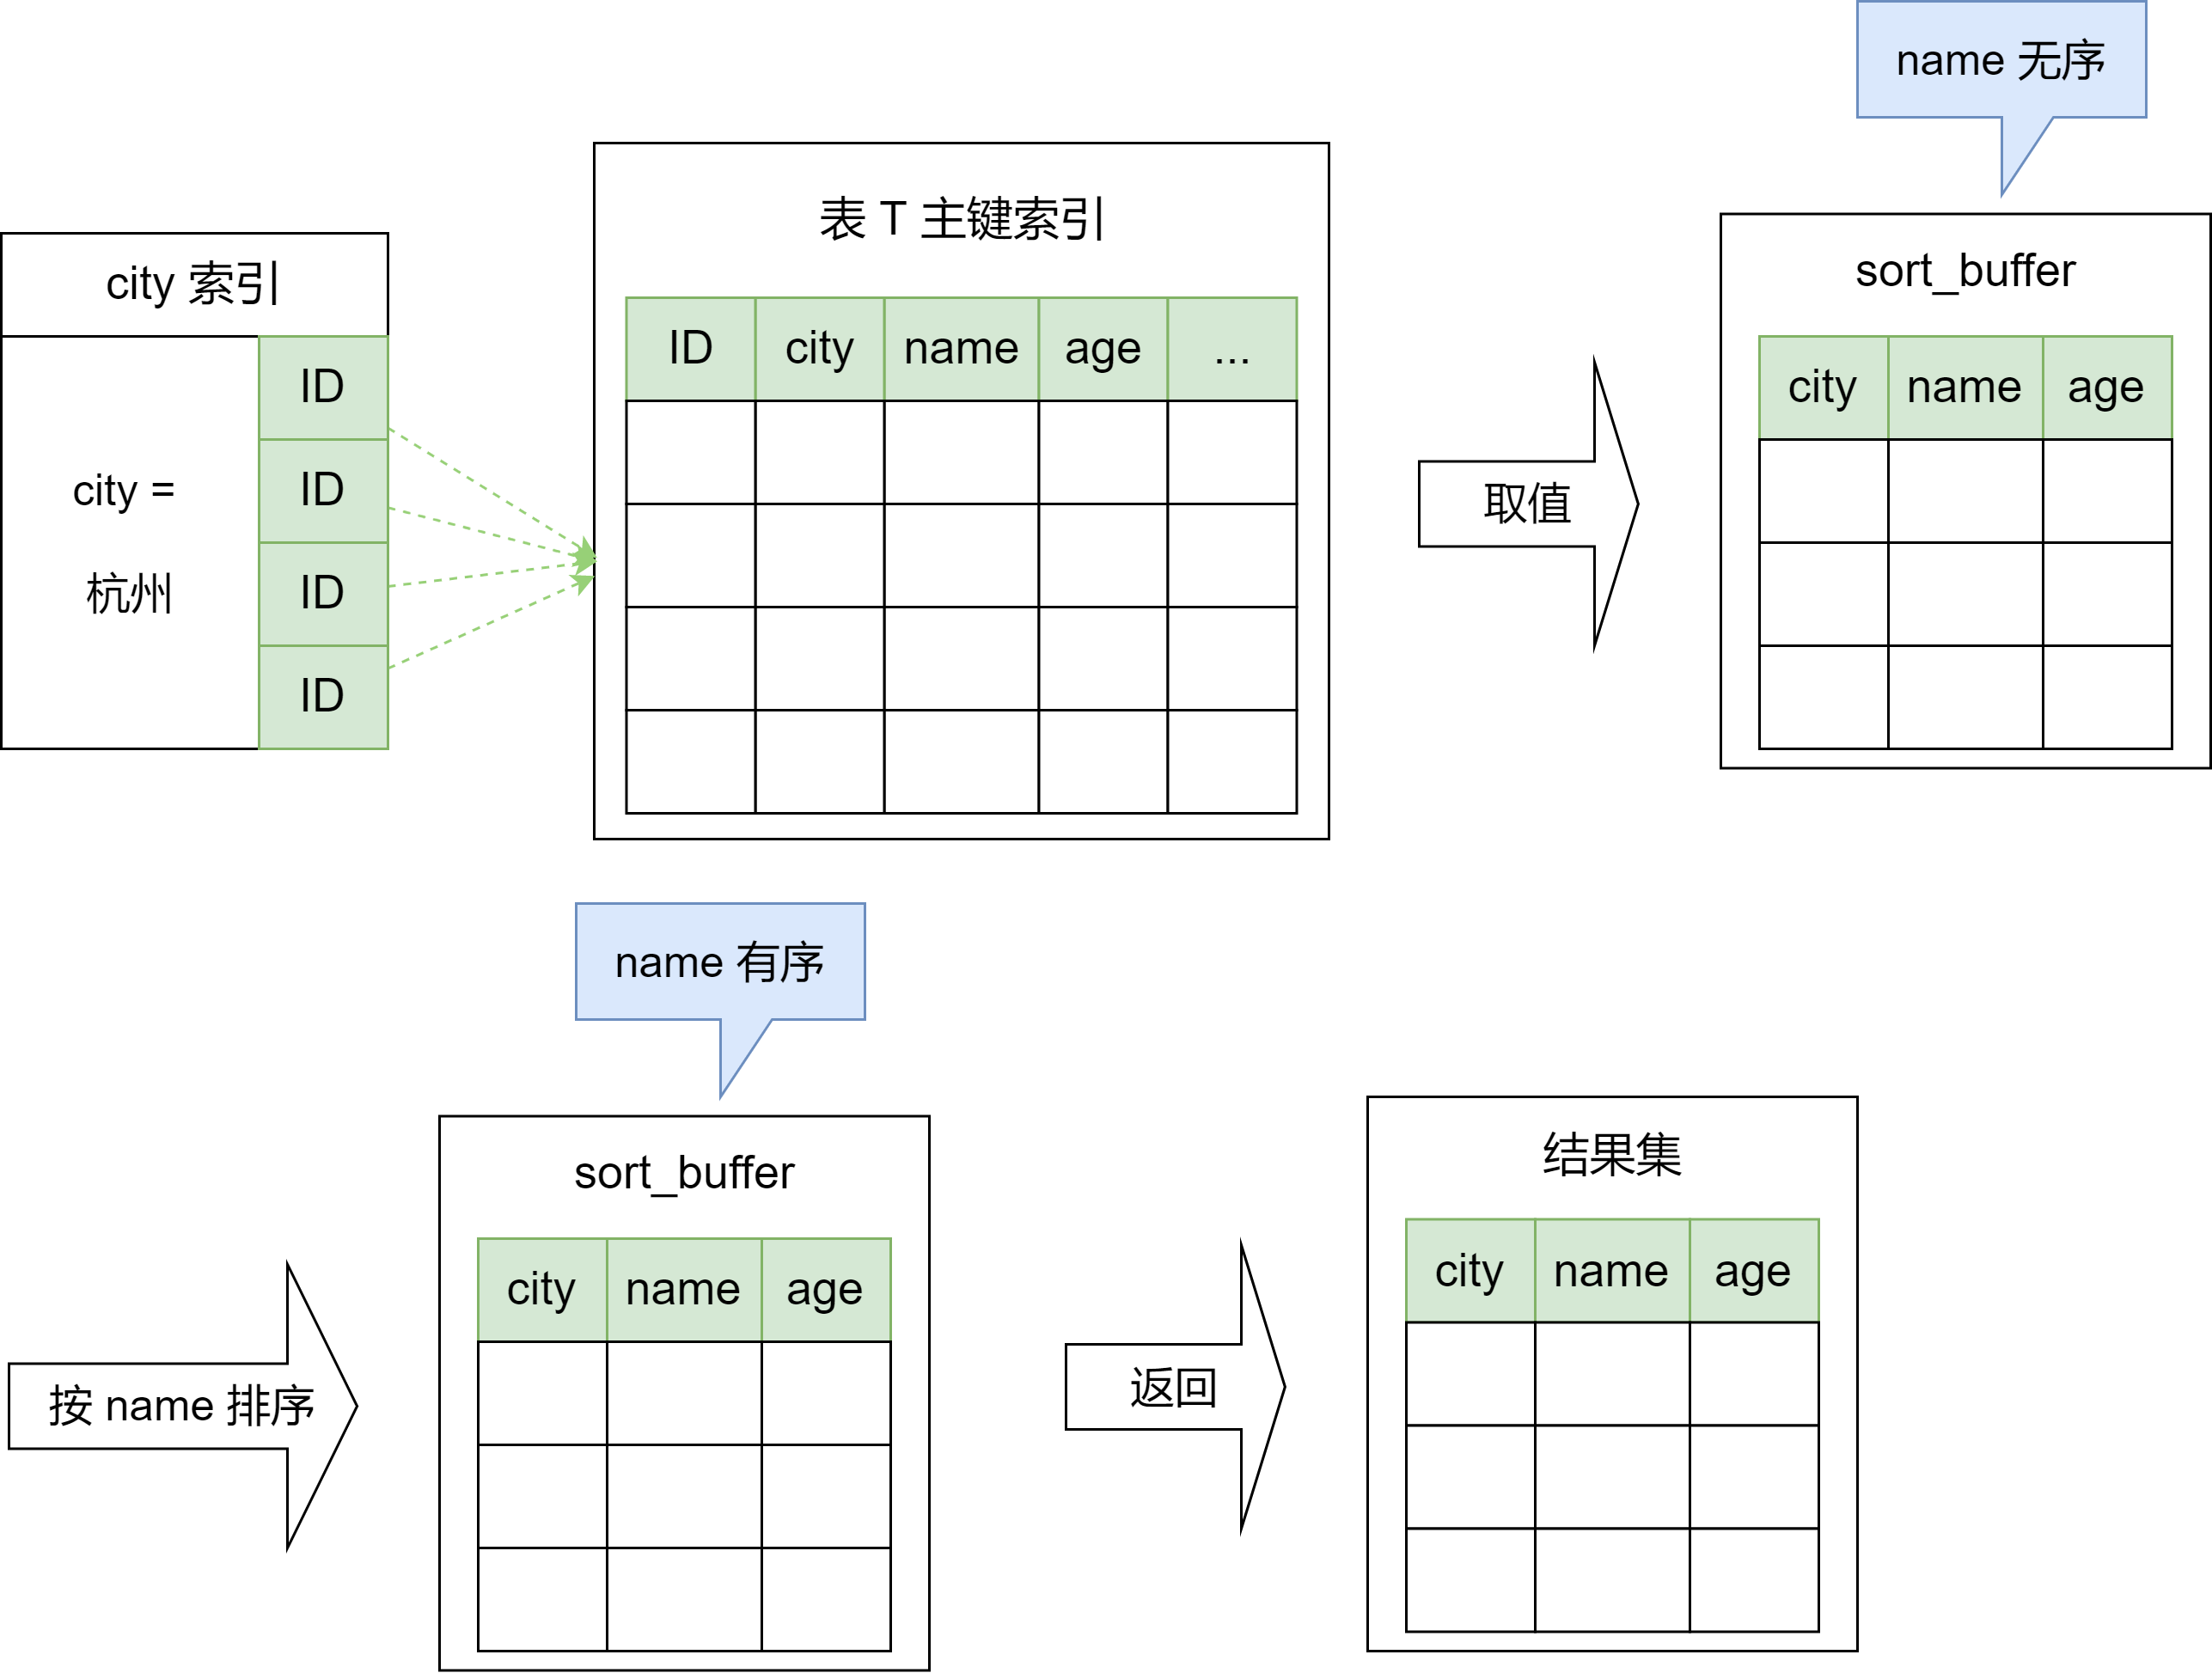 name 无序
表 T 主键索引
city 索引
ID
ID
ID
ID
city =
杭州
ID city name age ...
取值
sort_buffer
city name age
name 有序
按 name 排序
sort_buffer
city name age
返回
结果集
city name age